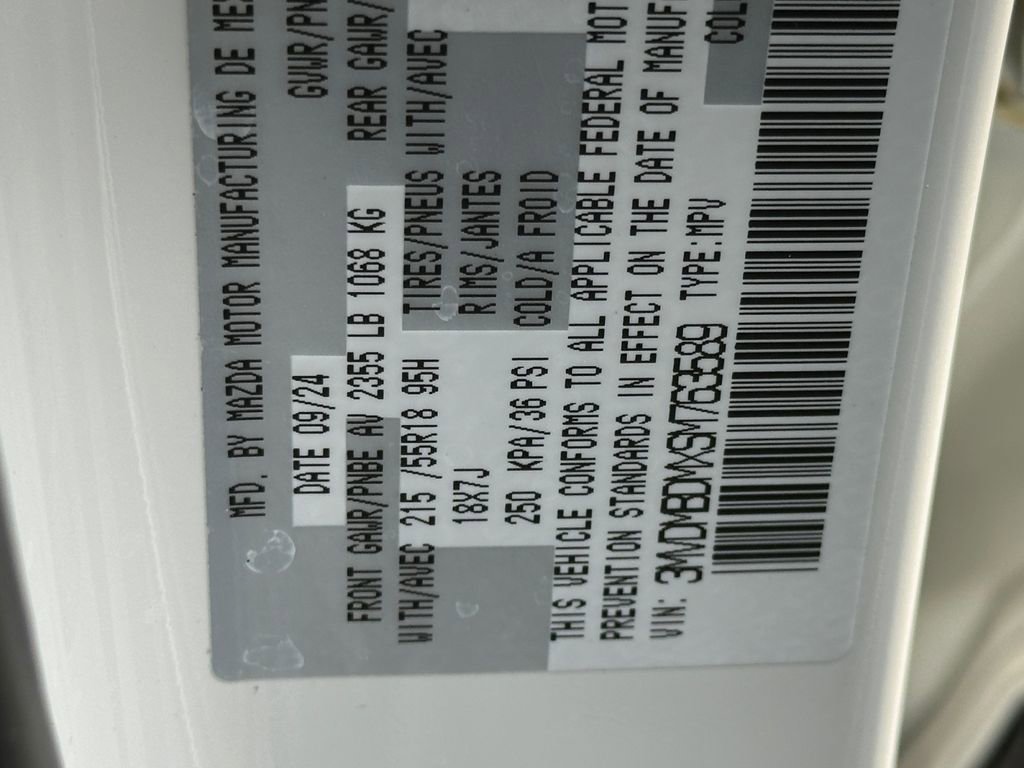 MFD. BY MAZDA MOTOR MANUFACTURING DE
DATE 09/24 GVWR/PN
FRONT GAWR/PNBE AV 2355 LB 1068 KG REAR GAWR/
WITH/AVEC 215 /55R18 95H TIRES/PNEUS WITH/AVEC
18X7J RIMS/JANTES
250 KPA/36 PSI COLD/A FROID
THIS VEHICLE CONFORMS TO ALL APPLICABLE FEDERAL MOT
PREVENTION STANDARDS IN EFFECT ON THE DATE OF MANUF
VIN: 3MVDMBDMXSM763589 TYPE:MPV COL